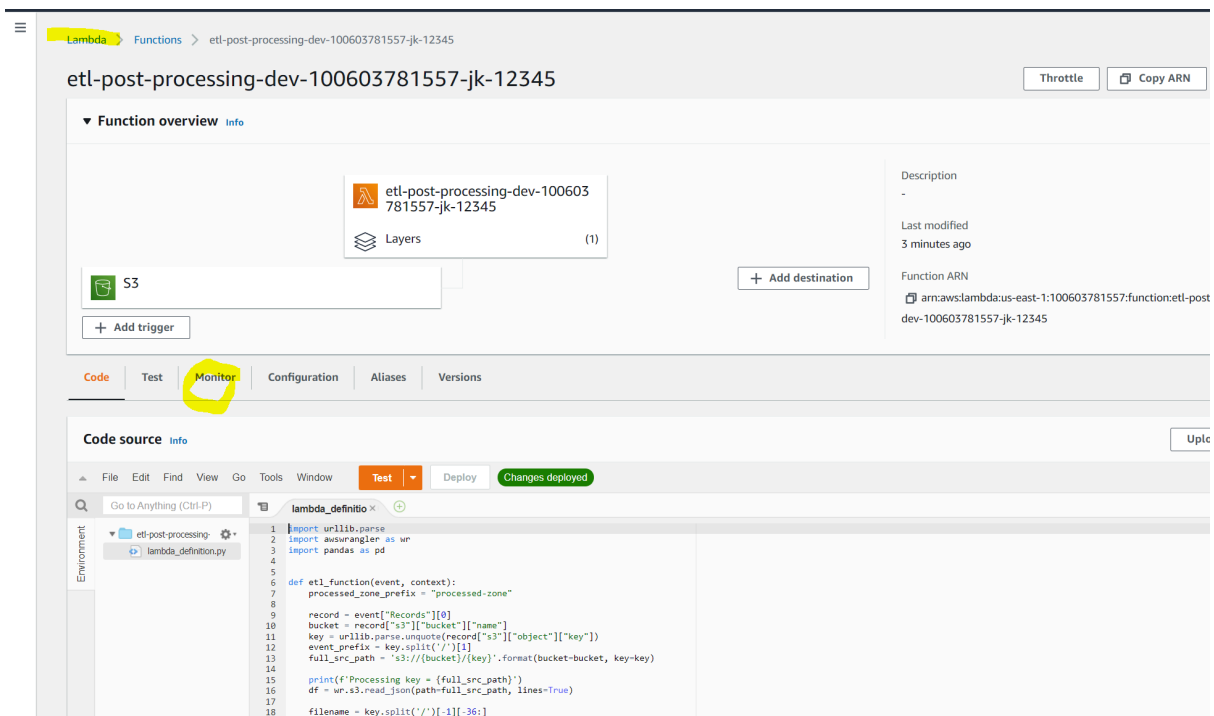 Lambda > Functions > etl-post-processing-dev-100603781557-jk-12345
etl-post-processing-dev-100603781557-jk-12345
Throttle
Copy ARN
▼ Function overview Info
etl-post-processing-dev-100603
781557-jk-12345
Layers (1)
S3
+ Add trigger
+ Add destination
Description
-
Last modified
3 minutes ago
Function ARN
arn:aws:lambda:us-east-1:100603781557:function:etl-post
dev-100603781557-jk-12345
Code Test Monitor Configuration Aliases Versions
Code source Info
Uplo
File Edit Find View Go Tools Window Test Deploy Changes deployed
Go to Anything (Ctrl-P)
lambda_definitio ×
Environment
etl-post-processing-
lambda_definition.py
1 import urllib.parse
2 import awswrangler as wr
3 import pandas as pd
4
5
6 def etl_function(event, context):
7 processed_zone_prefix = "processed-zone"
8
9 record = event["Records"][0]
10 bucket = record["s3"]["bucket"]["name"]
11 key = urllib.parse.unquote(record["s3"]["object"]["key"])
12 event_prefix = key.split('/')[1]
13 full_src_path = 's3://{bucket}/{key}'.format(bucket=bucket, key=key)
14
15 print(f'Processing key = {full_src_path}')
16 df = wr.s3.read_json(path=full_src_path, lines=True)
17
18 filename = key.split('/')[-1][-36:]